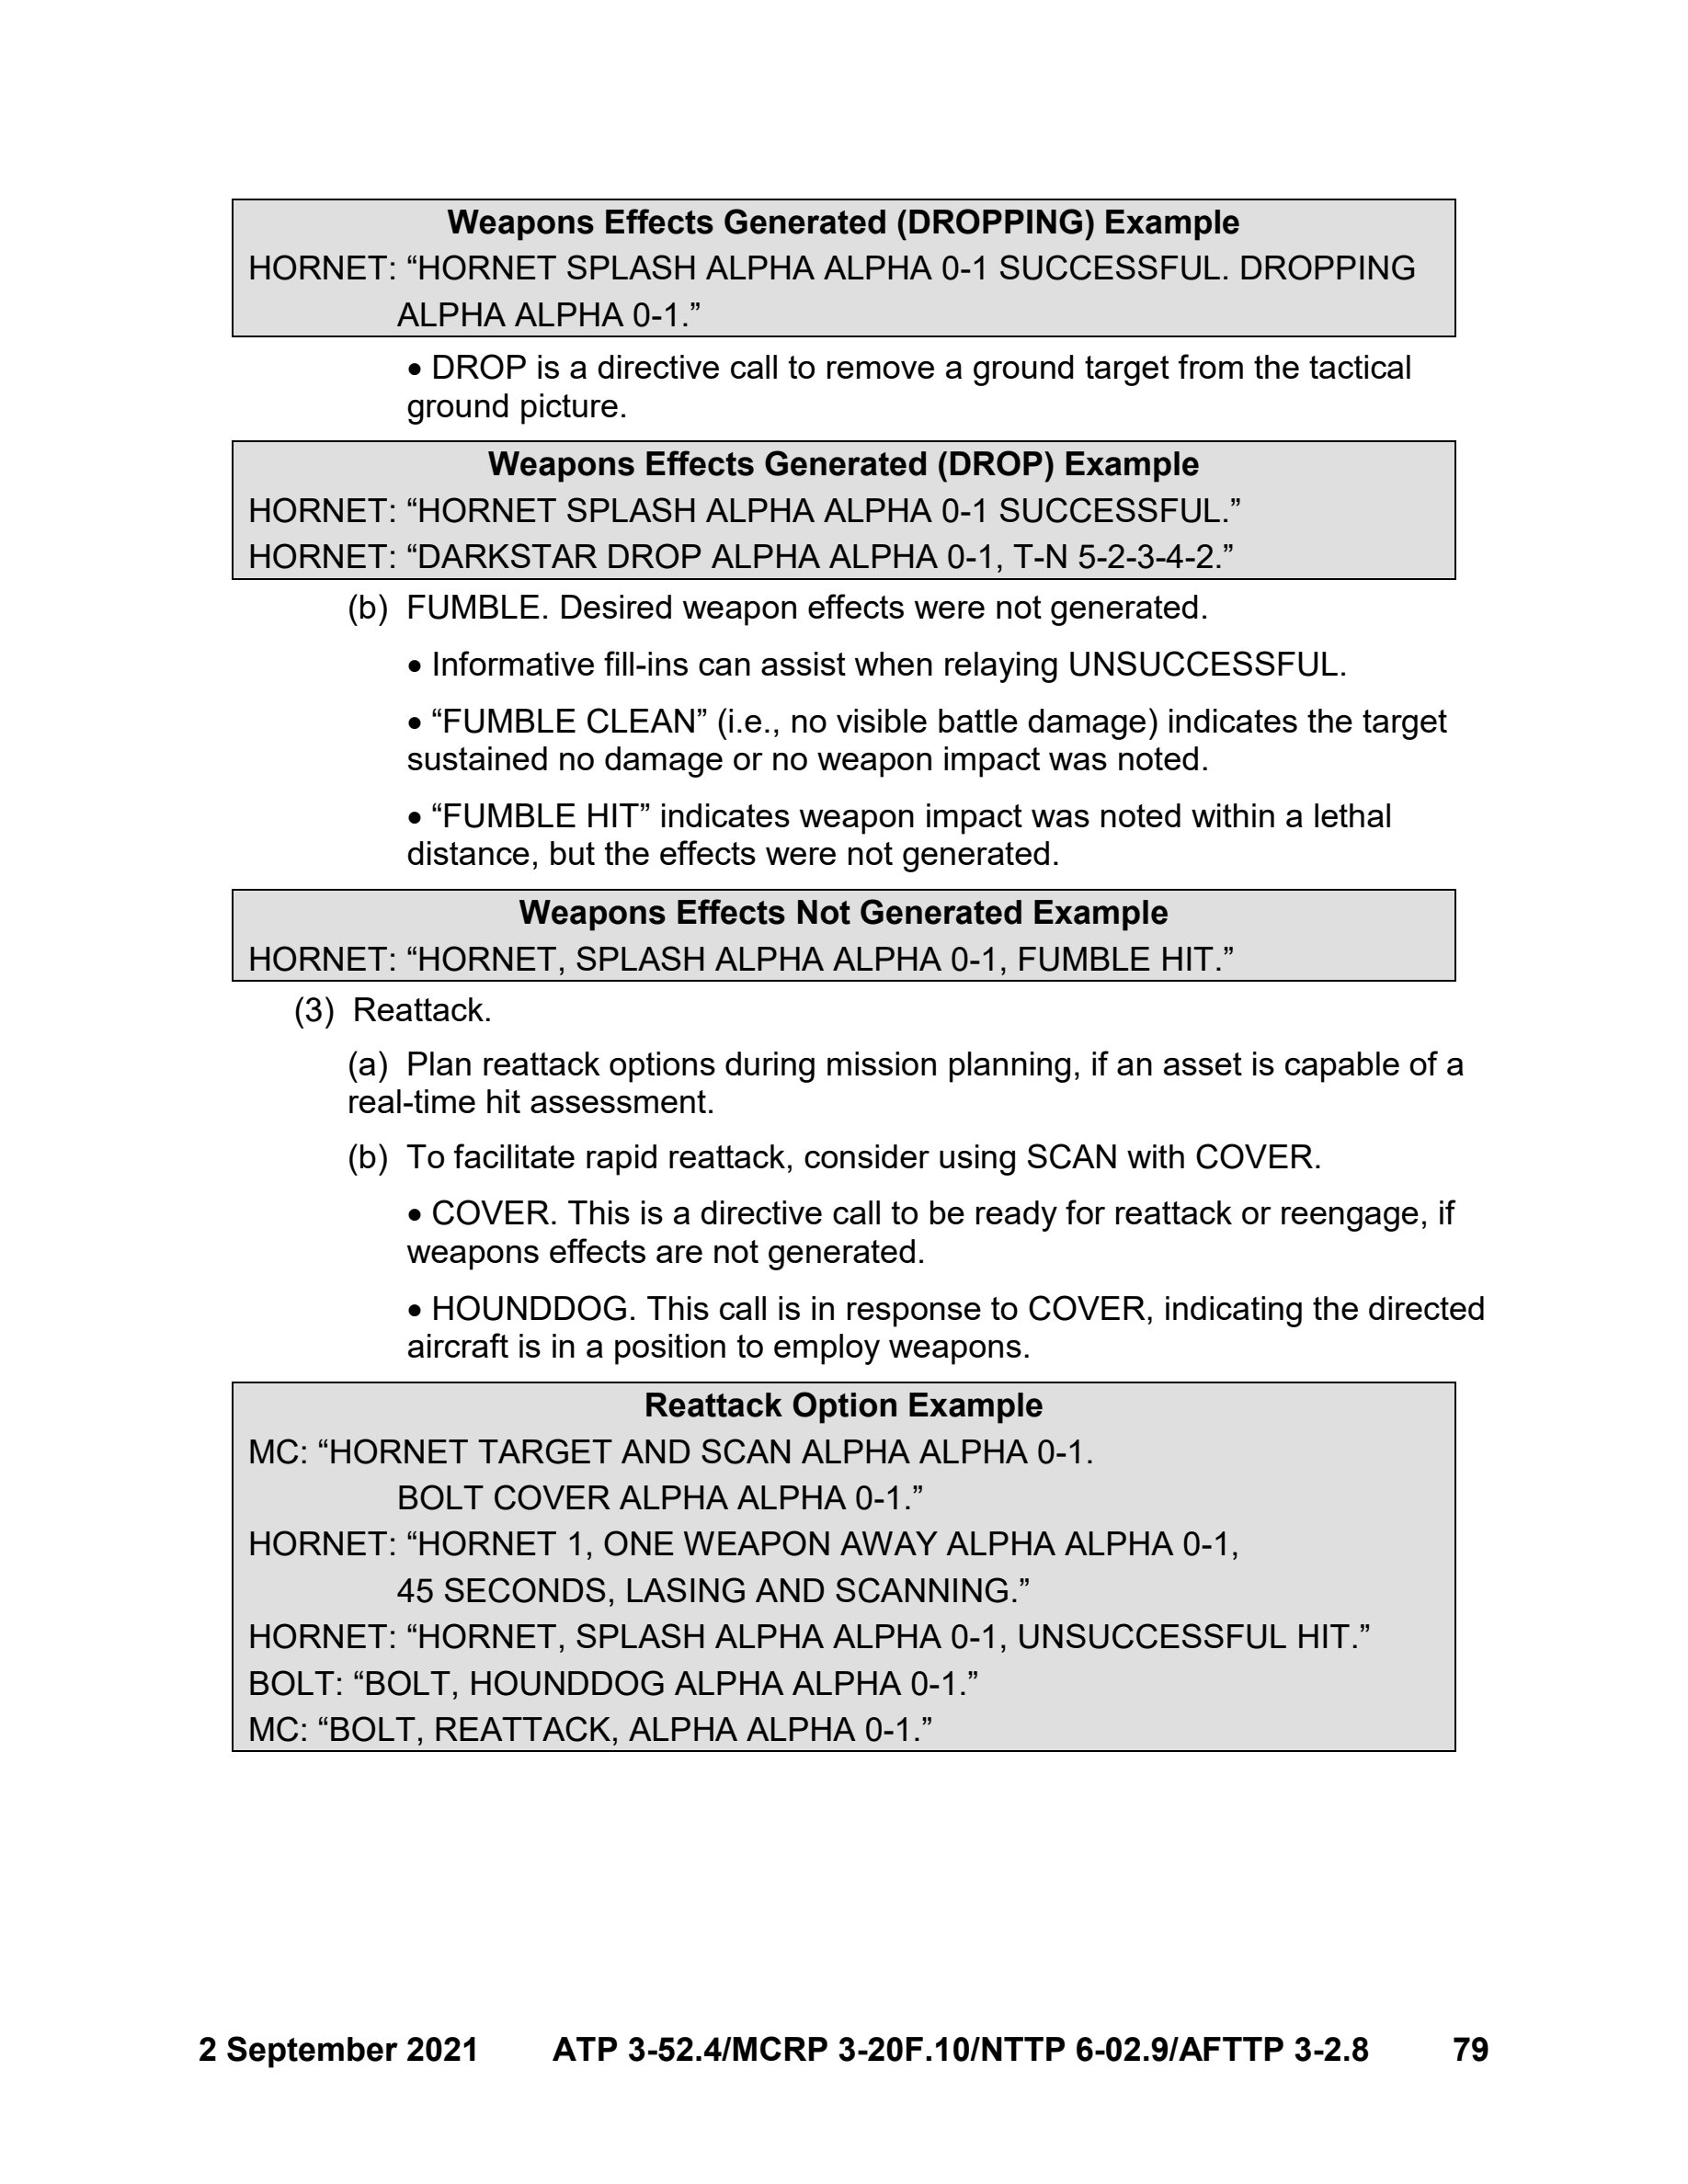 Weapons Effects Generated (DROPPING) Example
HORNET: “HORNET SPLASH ALPHA ALPHA 0-1 SUCCESSFUL. DROPPING
ALPHA ALPHA 0-1.”
• DROP is a directive call to remove a ground target from the tactical
ground picture.
Weapons Effects Generated (DROP) Example
HORNET: “HORNET SPLASH ALPHA ALPHA 0-1 SUCCESSFUL.”
HORNET: “DARKSTAR DROP ALPHA ALPHA 0-1, T-N 5-2-3-4-2.”
(b) FUMBLE. Desired weapon effects were not generated.
• Informative fill-ins can assist when relaying UNSUCCESSFUL.
• “FUMBLE CLEAN” (i.e., no visible battle damage) indicates the target
sustained no damage or no weapon impact was noted.
• “FUMBLE HIT” indicates weapon impact was noted within a lethal
distance, but the effects were not generated.
Weapons Effects Not Generated Example
HORNET: “HORNET, SPLASH ALPHA ALPHA 0-1, FUMBLE HIT.”
(3) Reattack.
(a) Plan reattack options during mission planning, if an asset is capable of a
real-time hit assessment.
(b) To facilitate rapid reattack, consider using SCAN with COVER.
• COVER. This is a directive call to be ready for reattack or reengage, if
weapons effects are not generated.
• HOUNDDOG. This call is in response to COVER, indicating the directed
aircraft is in a position to employ weapons.
Reattack Option Example
MC: “HORNET TARGET AND SCAN ALPHA ALPHA 0-1.
BOLT COVER ALPHA ALPHA 0-1.”
HORNET: “HORNET 1, ONE WEAPON AWAY ALPHA ALPHA 0-1,
45 SECONDS, LASING AND SCANNING.”
HORNET: “HORNET, SPLASH ALPHA ALPHA 0-1, UNSUCCESSFUL HIT.”
BOLT: “BOLT, HOUNDDOG ALPHA ALPHA 0-1.”
MC: “BOLT, REATTACK, ALPHA ALPHA 0-1.”
2 September 2021 ATP 3-52.4/MCRP 3-20F.10/NTTP 6-02.9/AFTTP 3-2.8 79